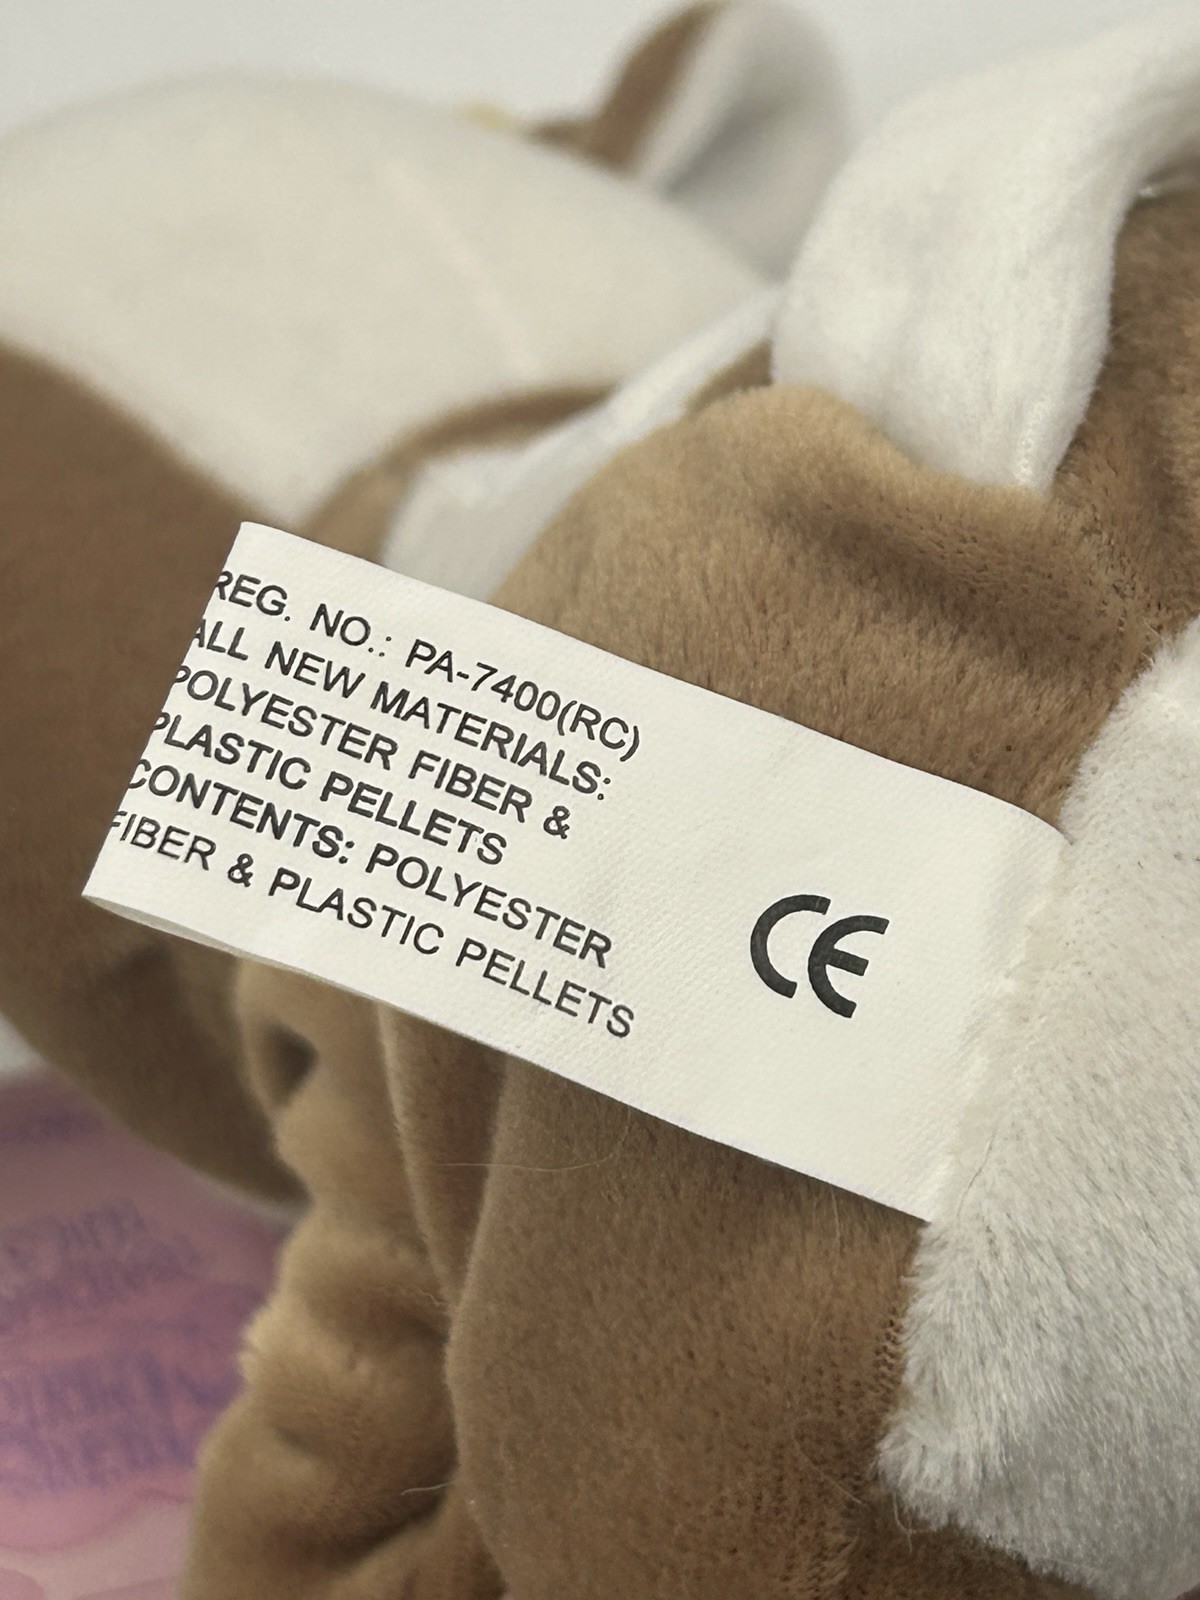 REG. NO.: PA-7400(RC)
ALL NEW MATERIALS:
POLYESTER FIBER &
PLASTIC PELLETS
CONTENTS: POLYESTER
FIBER & PLASTIC PELLETS
CE